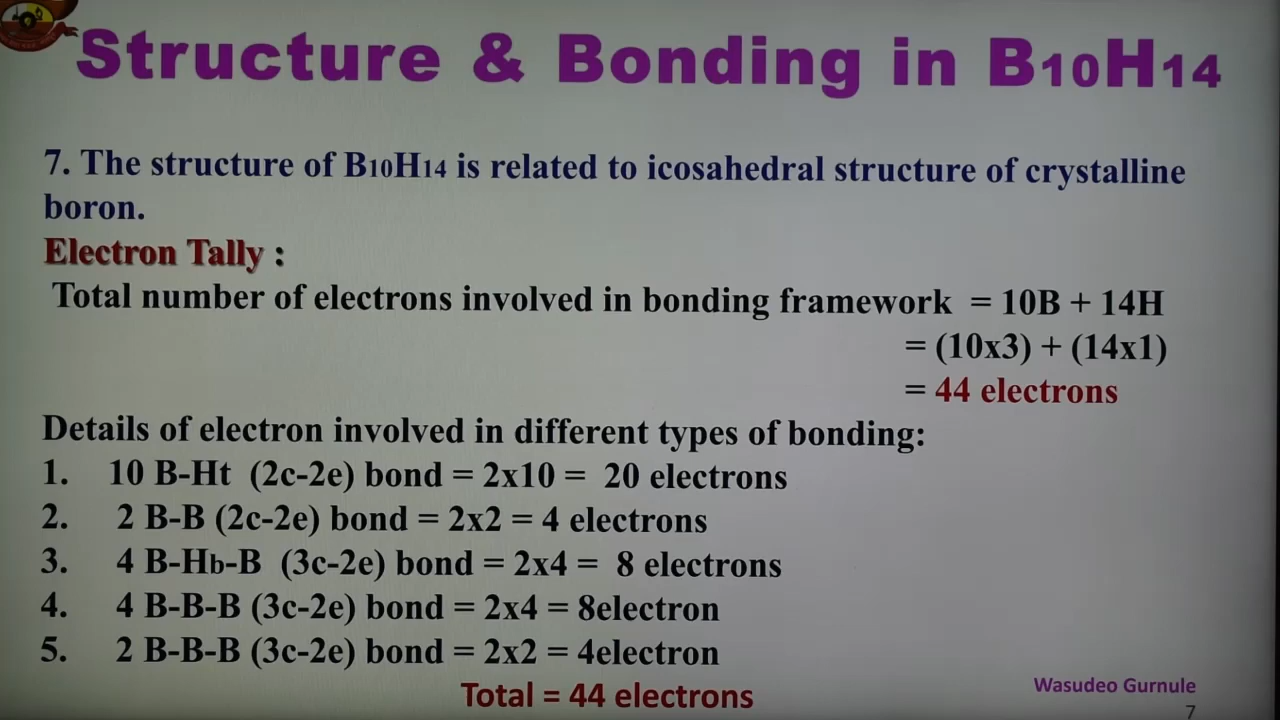 Structure & Bonding in B10H14
7. The structure of B10H14 is related to icosahedral structure of crystalline
boron.
Electron Tally :
Total number of electrons involved in bonding framework = 10B + 14H
= (10x3) + (14x1)
= 44 electrons
Details of electron involved in different types of bonding:
1. 10 B-Ht (2c-2e) bond = 2x10 = 20 electrons
2. 2 B-B (2c-2e) bond = 2x2 = 4 electrons
3. 4 B-Hb-B (3c-2e) bond = 2x4 = 8 electrons
4. 4 B-B-B (3c-2e) bond = 2x4 = 8electron
5. 2 B-B-B (3c-2e) bond = 2x2 = 4electron
Total = 44 electrons
Wasudeo Gurnule
7